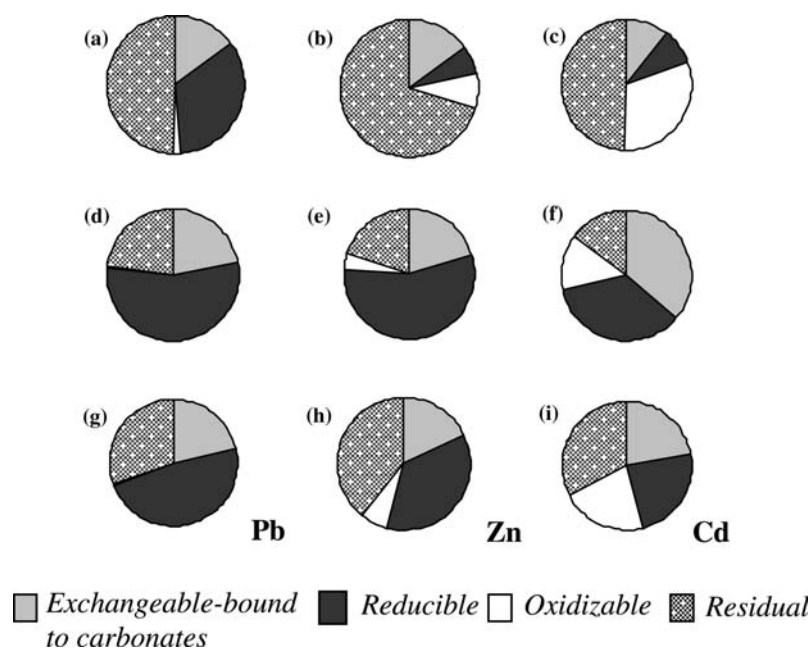 (a) (b) (c)
(d) (e) (f)
(g) (h) (i)
Pb Zn Cd
Exchangeable-bound Reducible Oxidizable Residual
to carbonates